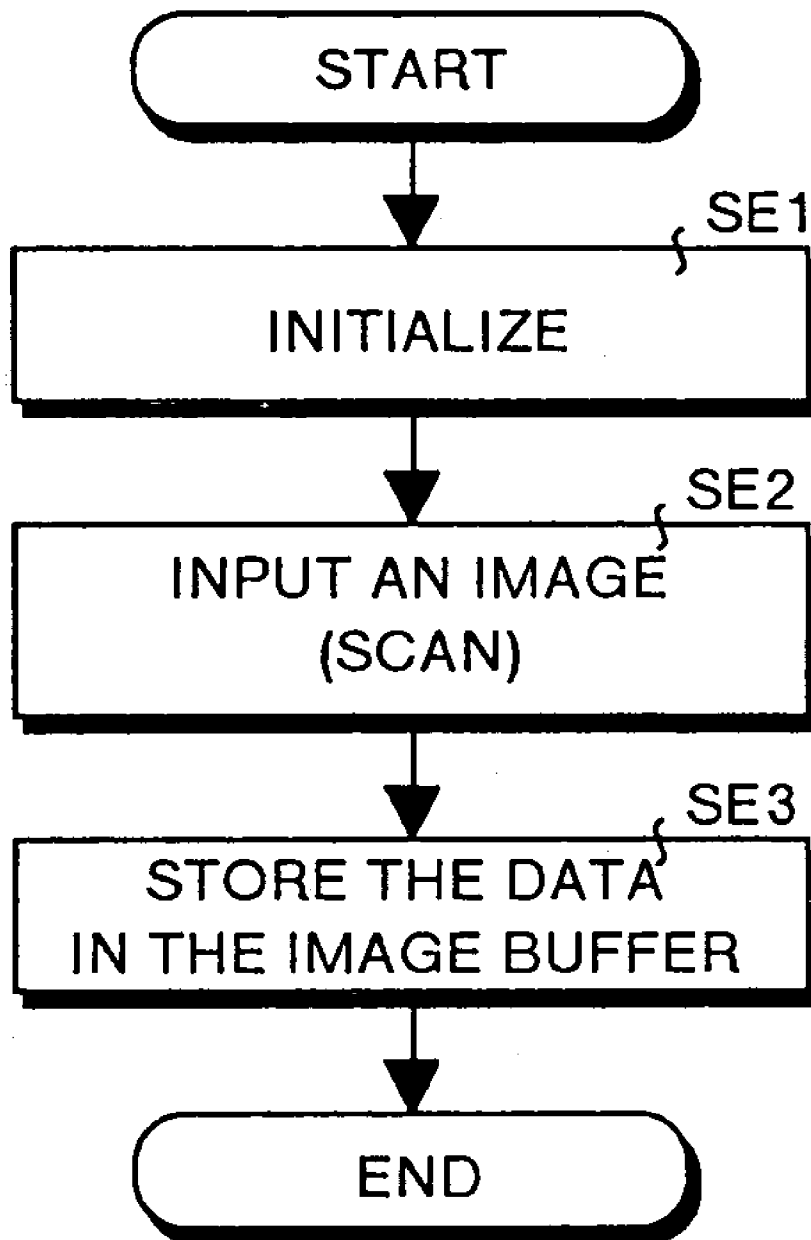 START
SE1
INITIALIZE
SE2
INPUT AN IMAGE
(SCAN)
SE3
STORE THE DATA
IN THE IMAGE BUFFER
END